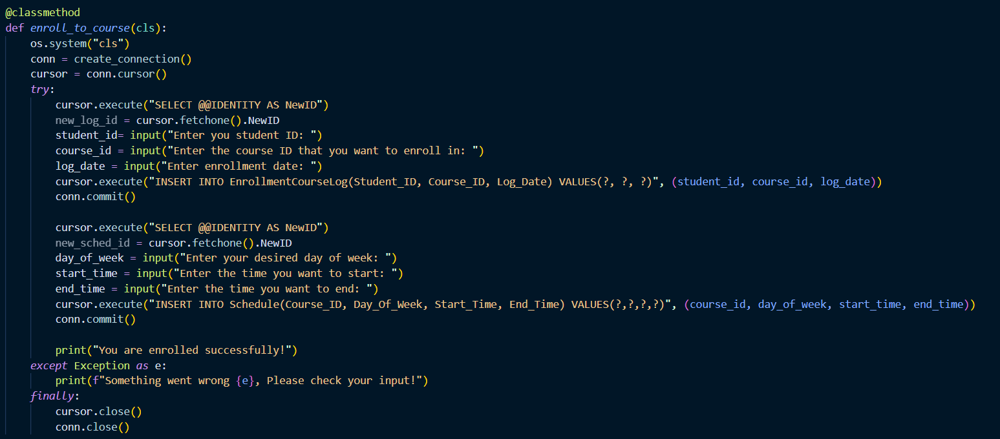 @classmethod
def enroll_to_course(cls):
    os.system("cls")
    conn = create_connection()
    cursor = conn.cursor()
    try:
        cursor.execute("SELECT @@IDENTITY AS NewID")
        new_log_id = cursor.fetchone().NewID
        student_id= input("Enter you student ID: ")
        course_id = input("Enter the course ID that you want to enroll in: ")
        log_date = input("Enter enrollment date: ")
        cursor.execute("INSERT INTO EnrollmentCourseLog(Student_ID, Course_ID, Log_Date) VALUES(?, ?, ?)", (student_id, course_id, log_date))
        conn.commit()

        cursor.execute("SELECT @@IDENTITY AS NewID")
        new_sched_id = cursor.fetchone().NewID
        day_of_week = input("Enter your desired day of week: ")
        start_time = input("Enter the time you want to start: ")
        end_time = input("Enter the time you want to end: ")
        cursor.execute("INSERT INTO Schedule(Course_ID, Day_Of_Week, Start_Time, End_Time) VALUES(?,?,?,?)", (course_id, day_of_week, start_time, end_time))
        conn.commit()

        print("You are enrolled successfully!")
    except Exception as e:
        print(f"Something went wrong {e}, Please check your input!")
    finally:
        cursor.close()
        conn.close()